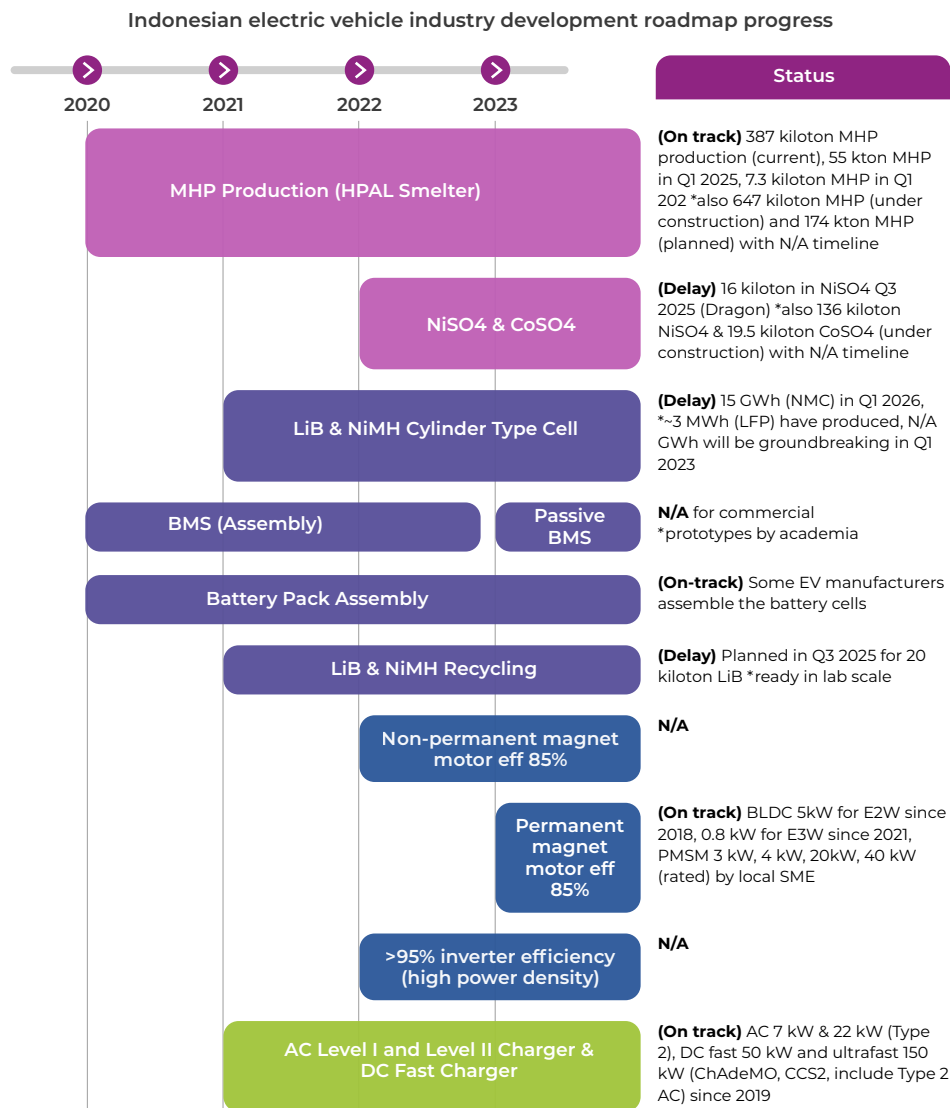 Indonesian electric vehicle industry development roadmap progress
Status
2020
2021
2022
2023
MHP Production (HPAL Smelter)
(On track) 387 kiloton MHP
production (current), 55 kton MHP
in Q1 2025, 7.3 kiloton MHP in Q1
202 *also 647 kiloton MHP (under
construction) and 174 kton MHP
(planned) with N/A timeline
NiSO4 & CoSO4
(Delay) 16 kiloton in NiSO4 Q3
2025 (Dragon) *also 136 kiloton
NiSO4 & 19.5 kiloton CoSO4 (under
construction) with N/A timeline
LiB & NiMH Cylinder Type Cell
(Delay) 15 GWh (NMC) in Q1 2026,
*~3 MWh (LFP) have produced, N/A
GWh will be groundbreaking in Q1
2023
BMS (Assembly)
Passive
BMS
N/A for commercial
*prototypes by academia
Battery Pack Assembly
(On-track) Some EV manufacturers
assemble the battery cells
LiB & NiMH Recycling
(Delay) Planned in Q3 2025 for 20
kiloton LiB *ready in lab scale
Non-permanent magnet
motor eff 85%
N/A
Permanent
magnet
motor eff
85%
(On track) BLDC 5kW for E2W since
2018, 0.8 kW for E3W since 2021,
PMSM 3 kW, 4 kW, 20kW, 40 kW
(rated) by local SME
>95% inverter efficiency
(high power density)
N/A
AC Level I and Level II Charger &
DC Fast Charger
(On track) AC 7 kW & 22 kW (Type
2), DC fast 50 kW and ultrafast 150
kW (ChAdeMO, CCS2, include Type 2
AC) since 2019